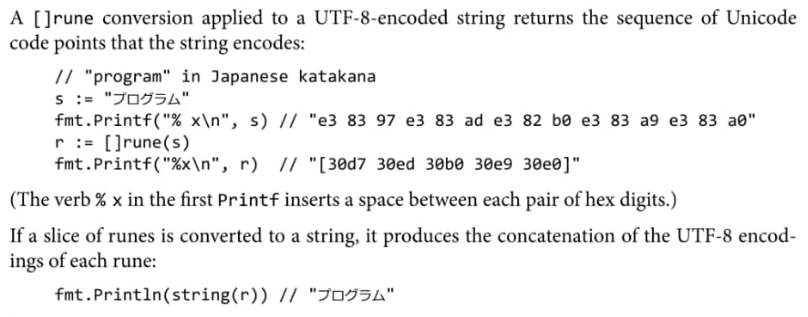 A []rune conversion applied to a UTF-8-encoded string returns the sequence of Unicode
code points that the string encodes:
// "program" in Japanese katakana
s := "プログラム"
fmt.Printf("% x\n", s) // "e3 83 97 e3 83 ad e3 82 b0 e3 83 a9 e3 83 a0"
r := []rune(s)
fmt.Printf("%x\n", r) // "[30d7 30ed 30b0 30e9 30e0]"
(The verb % x in the first Printf inserts a space between each pair of hex digits.)
If a slice of runes is converted to a string, it produces the concatenation of the UTF-8 encod-
ings of each rune:
fmt.Println(string(r)) // "プログラム"